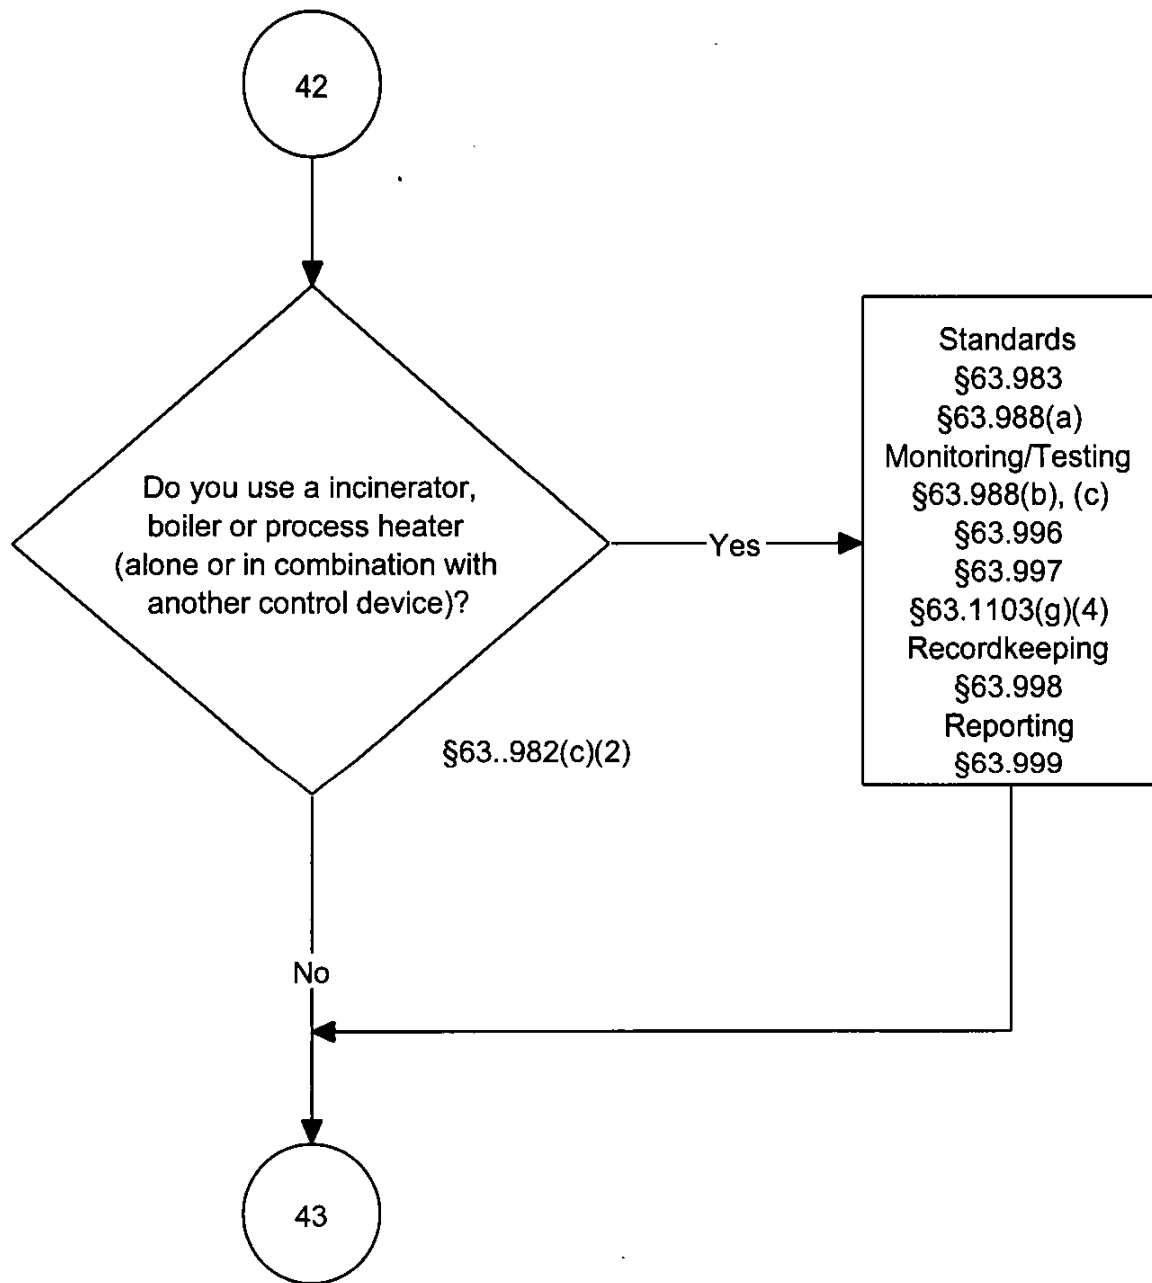 42
Do you use a incinerator,
boiler or process heater
(alone or in combination with
another control device)?
Yes
Standards
§63.983
§63.988(a)
Monitoring/Testing
§63.988(b), (c)
§63.996
§63.997
§63.1103(g)(4)
Recordkeeping
§63.998
Reporting
§63.999
§63..982(c)(2)
No
43